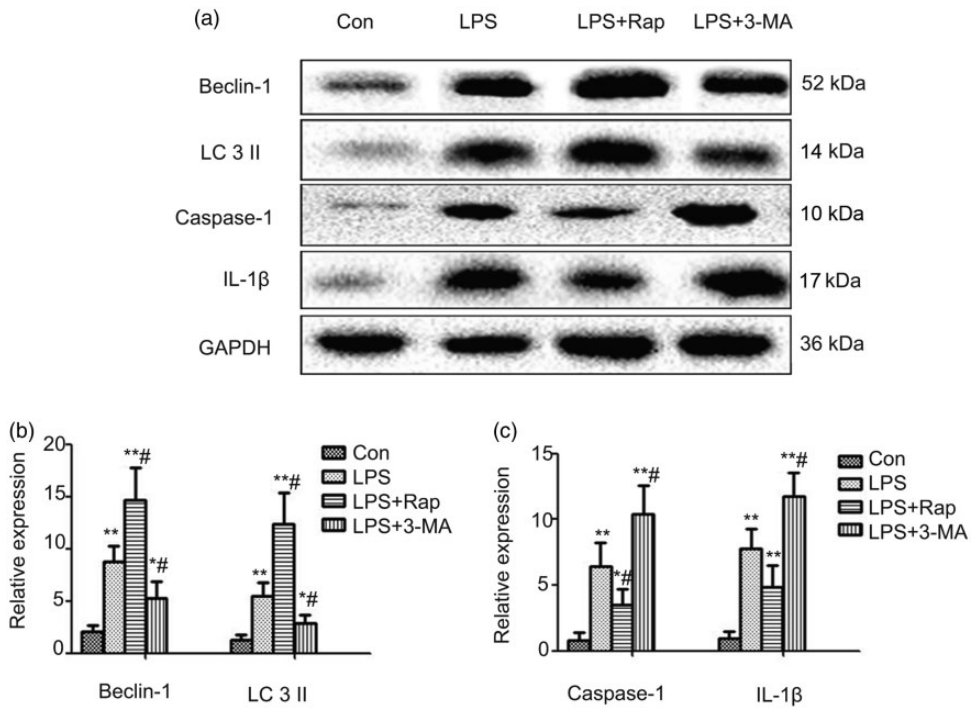 (a)
Con LPS LPS+Rap LPS+3-MA
Beclin-1 52 kDa
LC 3 II 14 kDa
Caspase-1 10 kDa
IL-1β 17 kDa
GAPDH 36 kDa
(b)
Relative expression
20
15
10
5
0
** **# *#
** **# *#
Beclin-1 LC 3 II
Con
LPS
LPS+Rap
LPS+3-MA
(c)
Relative expression
15
10
5
0
** *# **#
** ** **#
Caspase-1 IL-1β
Con
LPS
LPS+Rap
LPS+3-MA